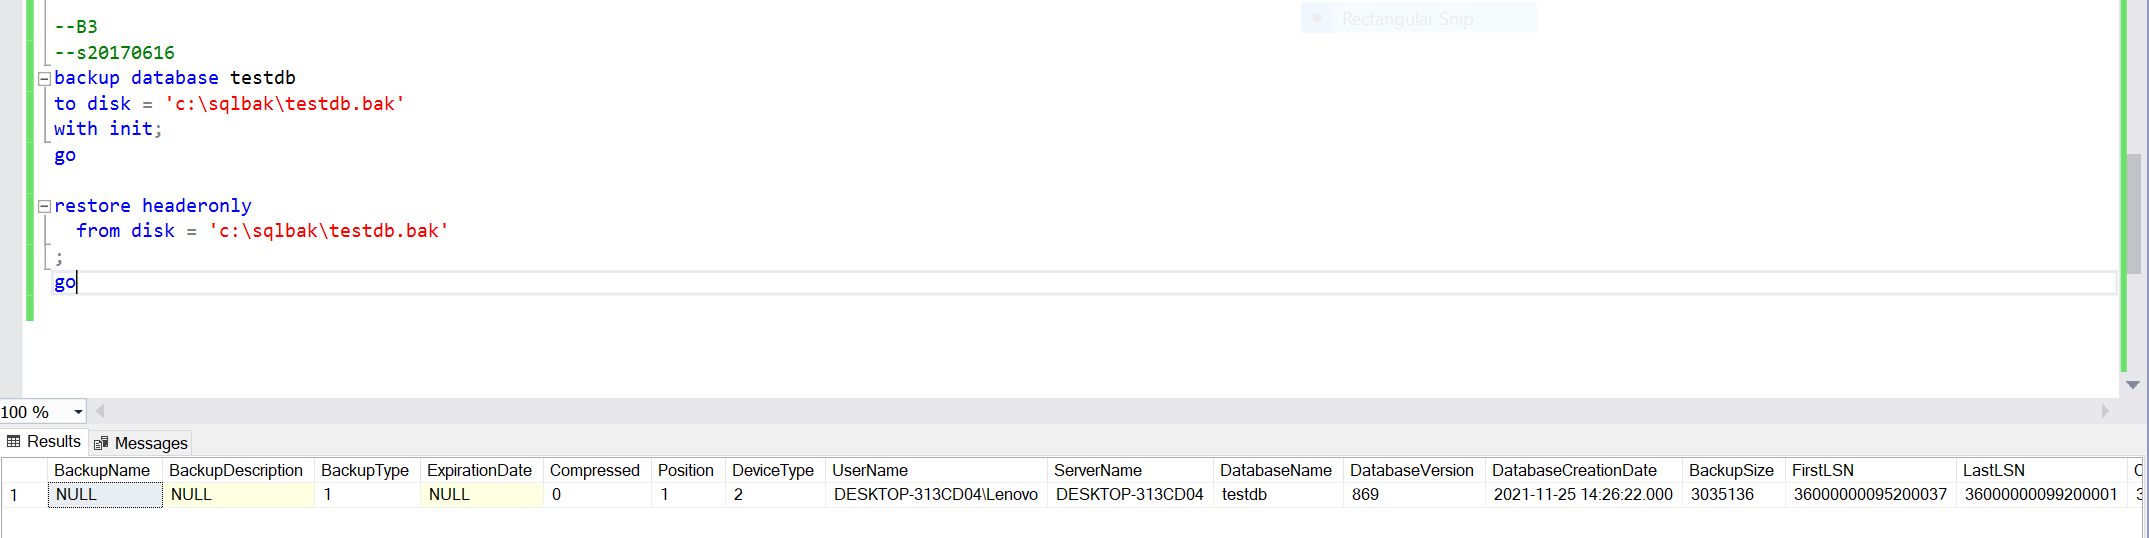 Rectangular Snip
--B3
--s20170616
backup database testdb
to disk = 'c:\sqlbak\testdb.bak'
with init;
go
restore headeronly
from disk = 'c:\sqlbak\testdb.bak'
;
go
100 %
Results Messages
BackupName BackupDescription BackupType ExpirationDate Compressed Position DeviceType UserName ServerName DatabaseName DatabaseVersion DatabaseCreationDate BackupSize FirstLSN LastLSN
1 NULL NULL 1 NULL 0 1 2 DESKTOP-313CD04\Lenovo DESKTOP-313CD04 testdb 869 2021-11-25 14:26:22.000 3035136 36000000095200037 36000000099200001